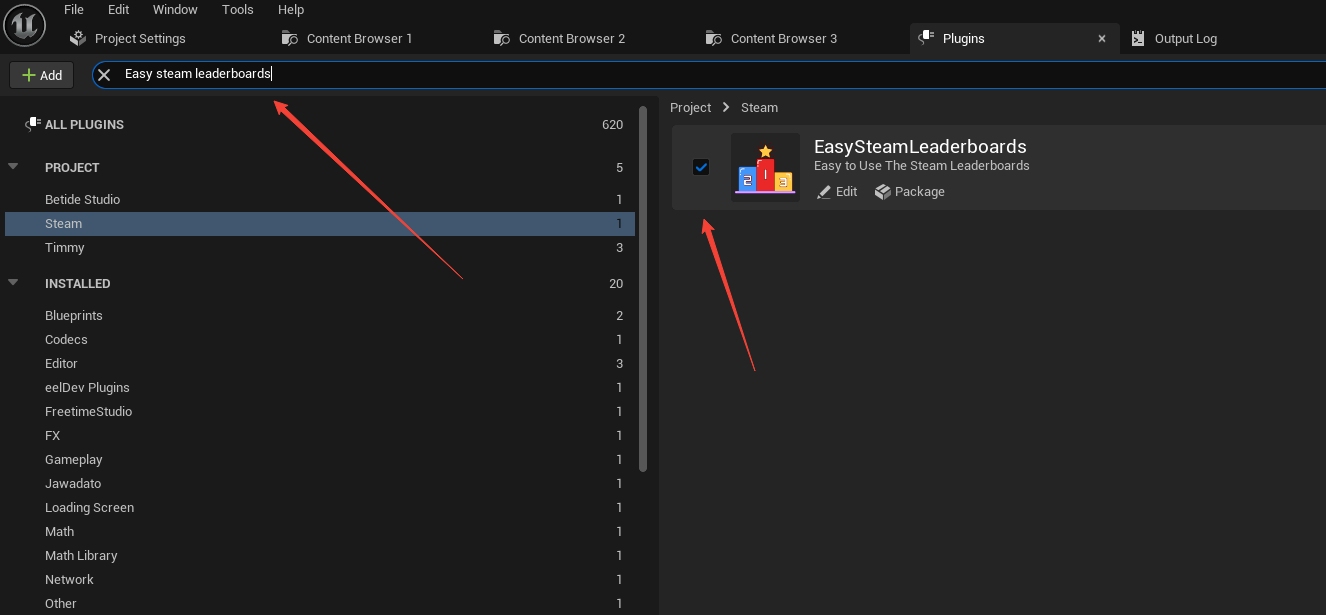 File Edit Window Tools Help
Project Settings Content Browser 1 Content Browser 2 Content Browser 3 Plugins Output Log
Add Easy steam leaderboards
ALL PLUGINS 620
PROJECT 5
Betide Studio 1
Steam 1
Timmy 3
INSTALLED 20
Blueprints 2
Codecs 1
Editor 3
eelDev Plugins 1
FreetimeStudio 1
FX 1
Gameplay 1
Jawadato 1
Loading Screen 1
Math 1
Math Library 1
Network 1
Other 1
Project Steam
2 1 3
EasySteamLeaderboards
Easy to Use The Steam Leaderboards
Edit Package